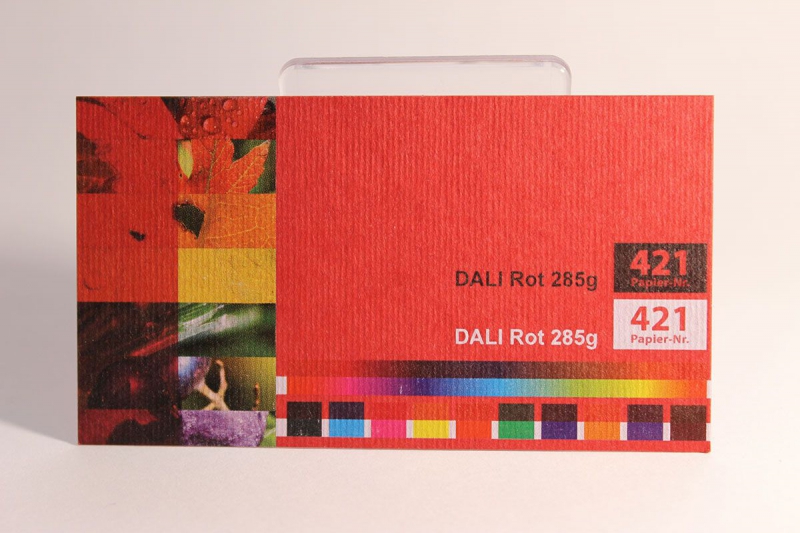 DALI Rot 285g
421
Papier-Nr.
DALI Rot 285g
421
Papier-Nr.